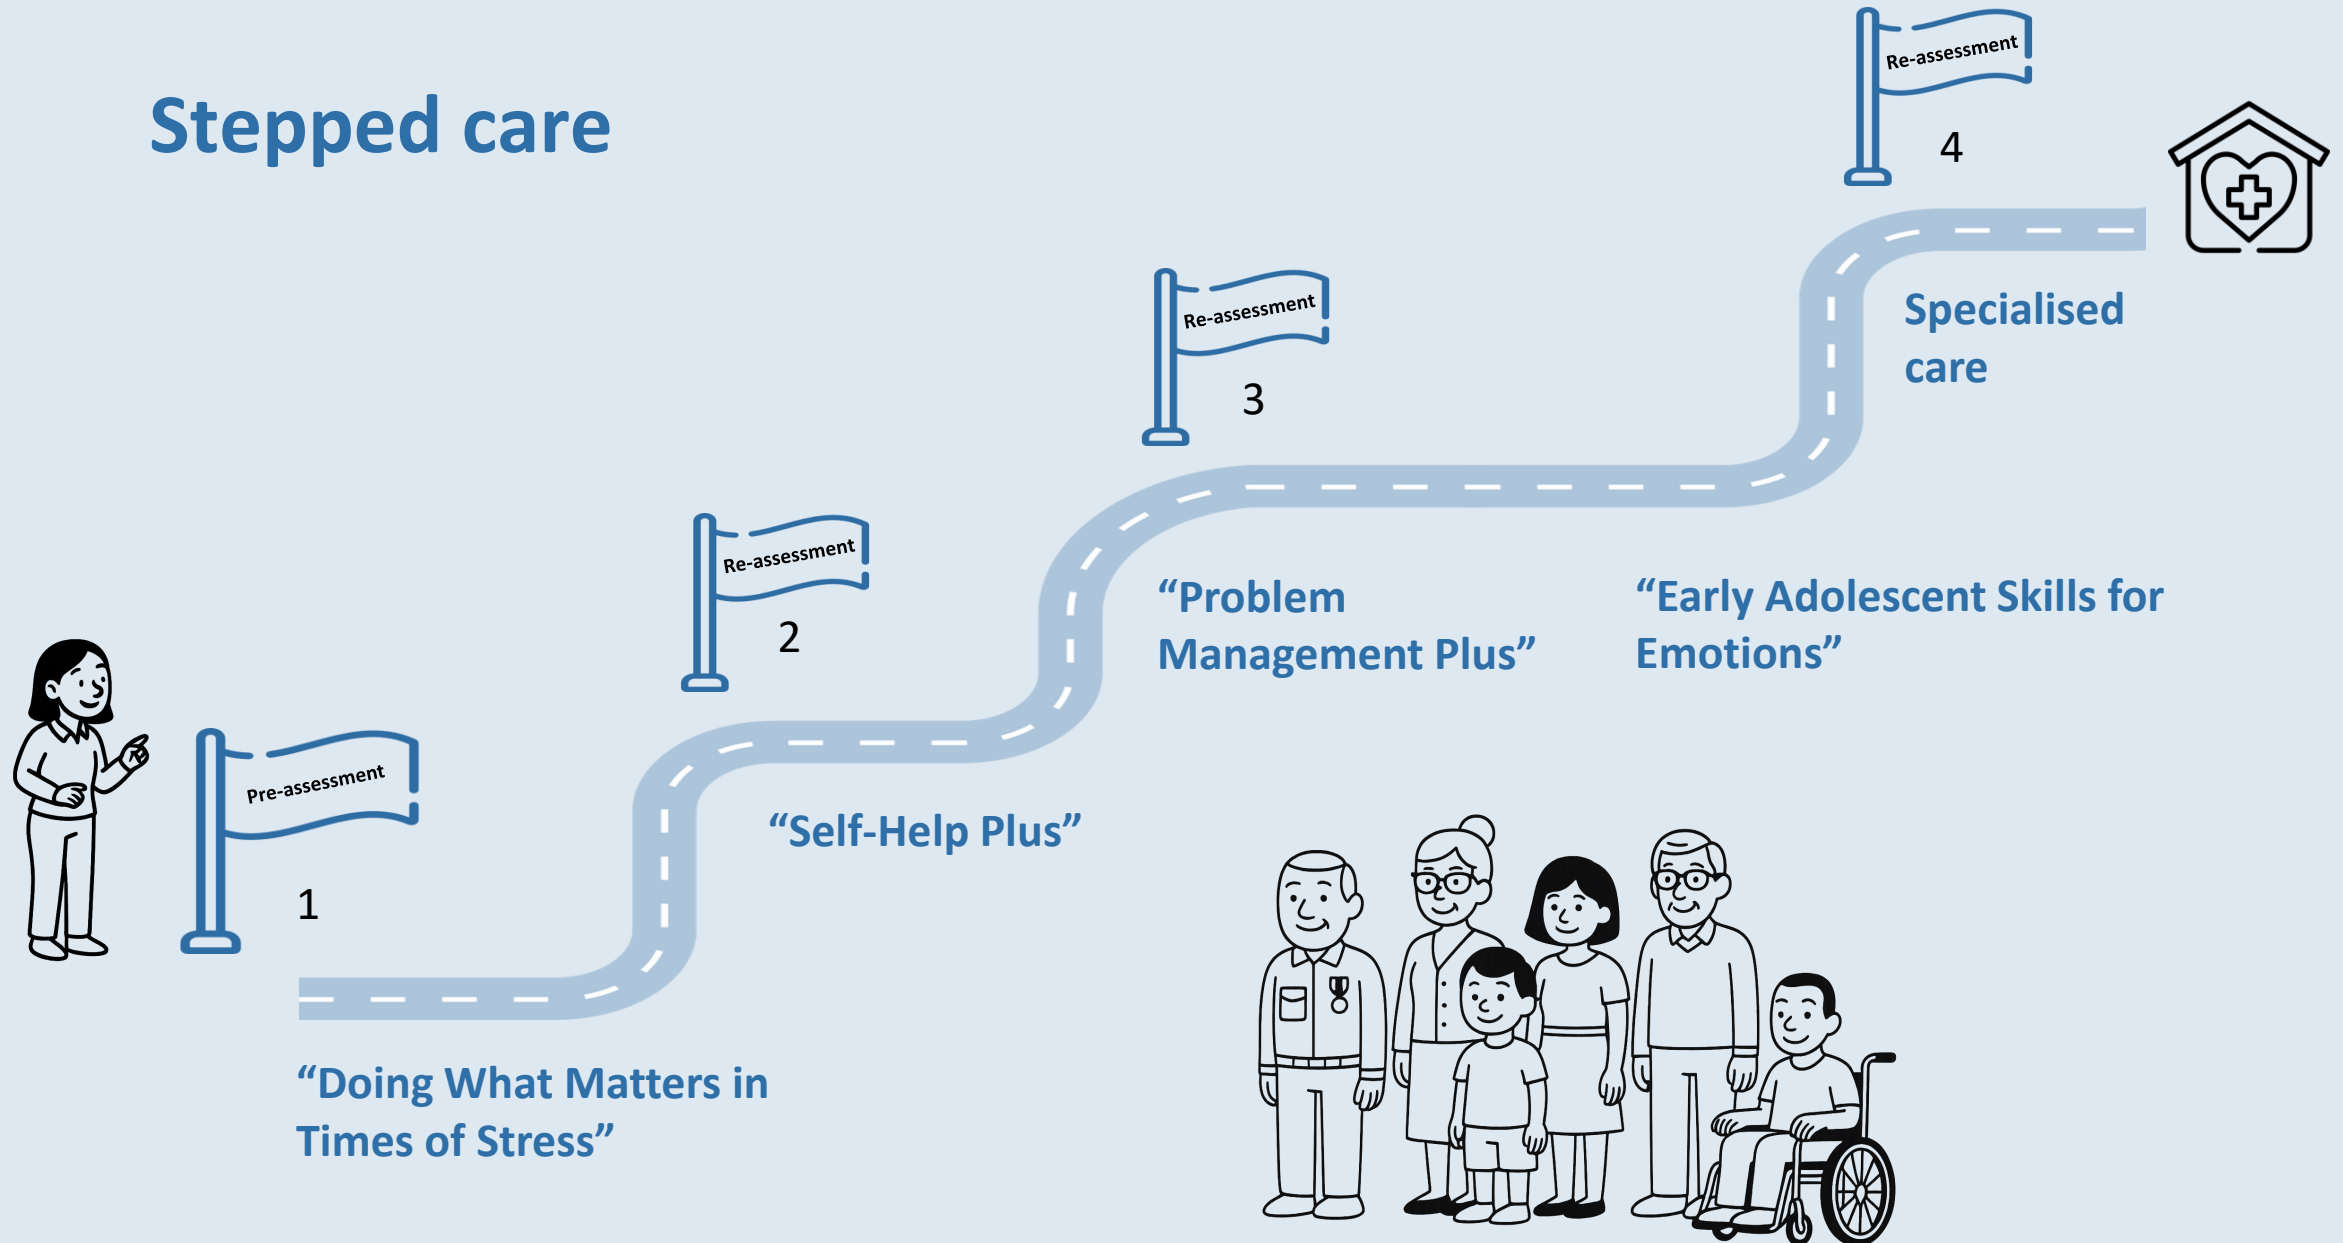 Stepped care
Pre-assessment
1
“Doing What Matters in
Times of Stress”
Re-assessment
2
“Self-Help Plus”
Re-assessment
3
“Problem
Management Plus”
“Early Adolescent Skills for
Emotions”
Re-assessment
4
Specialised
care